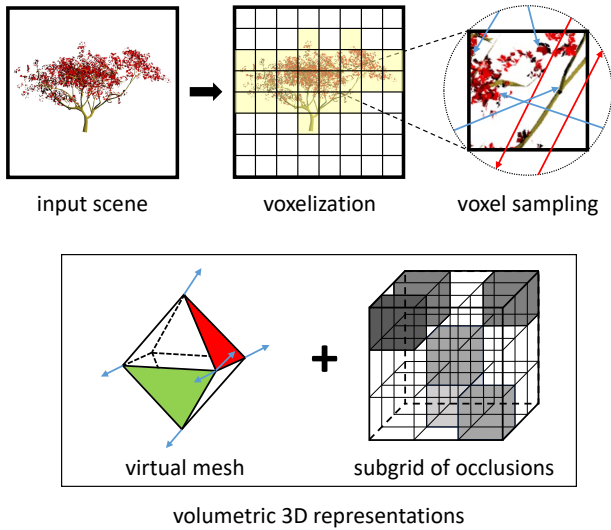 input scene
voxelization
voxel sampling
virtual mesh
subgrid of occlusions
volumetric 3D representations